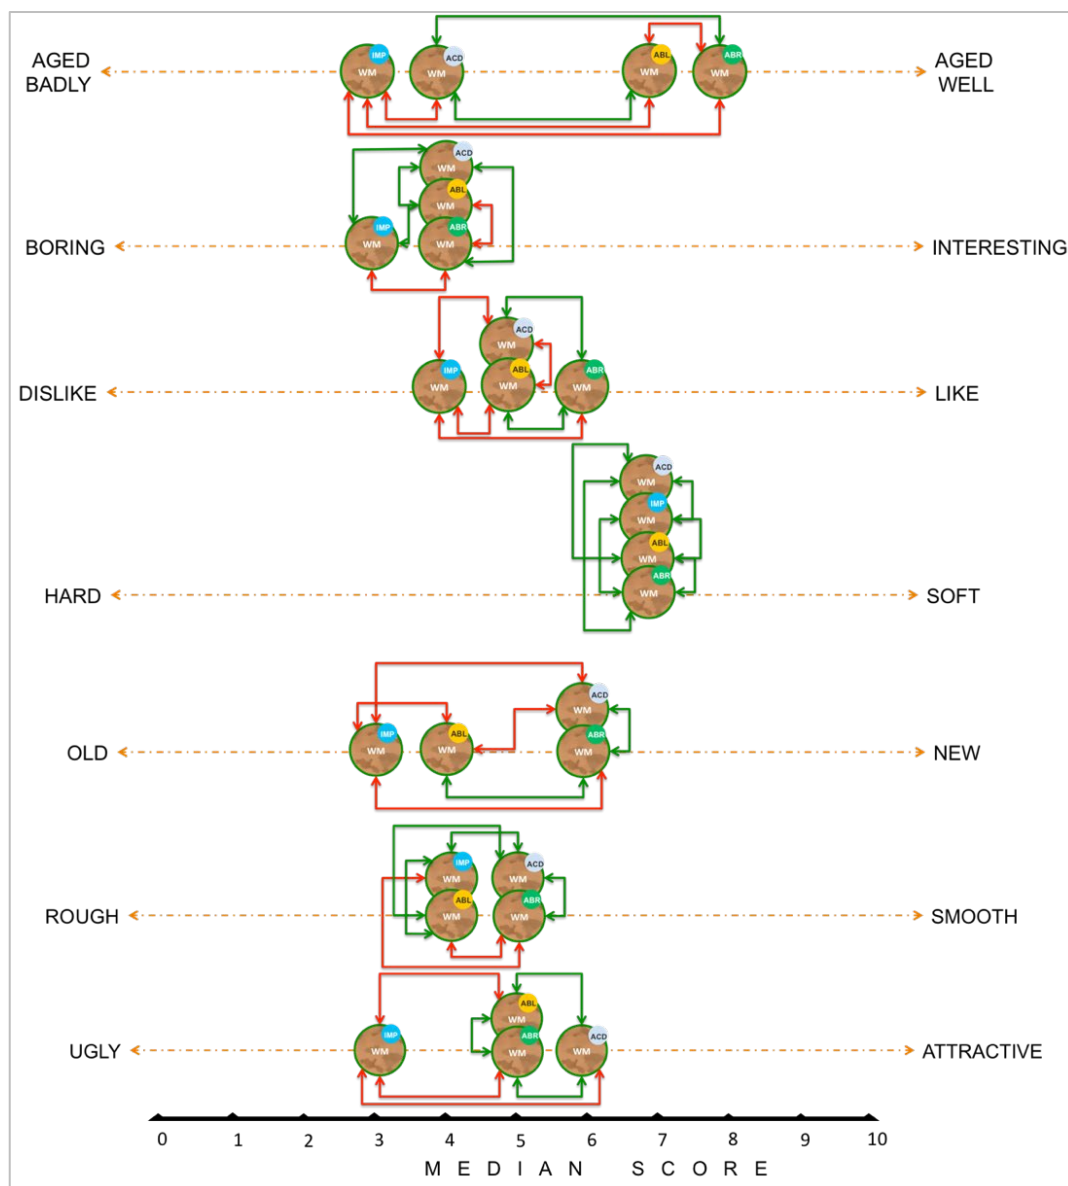 AGED
BADLY
IMP
WM
ACD
WM
ABL
WM
ABR
WM
AGED
WELL
ACD
WM
ABL
WM
BORING
IMP
WM
ABR
WM
INTERESTING
ACD
WM
DISLIKE
IMP
WM
ABL
WM
ABR
WM
LIKE
ACD
WM
IMP
WM
ABL
WM
ABR
WM
HARD
SOFT
ACD
WM
OLD
IMP
WM
ABL
WM
ABR
WM
NEW
IMP
WM
ACD
WM
ROUGH
ABL
WM
ABR
WM
SMOOTH
ABL
WM
UGLY
IMP
WM
ABR
WM
ACD
WM
ATTRACTIVE
0 1 2 3 4 5 6 7 8 9 10
MEDIAN SCORE